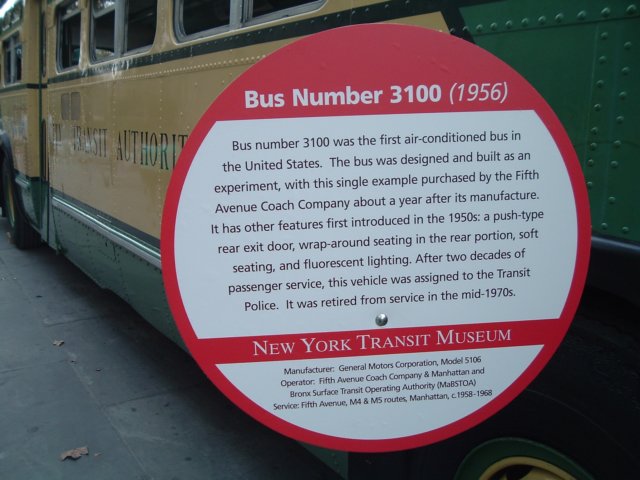 Bus Number 3100 (1956)
Bus number 3100 was the first air-conditioned bus in
the United States. The bus was designed and built as an
experiment, with this single example purchased by the Fifth
Avenue Coach Company about a year after its manufacture.
It has other features first introduced in the 1950s: a push-type
rear exit door, wrap-around seating in the rear portion, soft
seating, and fluorescent lighting. After two decades of
passenger service, this vehicle was assigned to the Transit
Police. It was retired from service in the mid-1970s.
NEW YORK TRANSIT MUSEUM
Manufacturer: General Motors Corporation, Model 5106
Operator: Fifth Avenue Coach Company & Manhattan and
Bronx Surface Transit Operating Authority (MaBSTOA)
Service: Fifth Avenue, M4 & M5 routes, Manhattan, c.1958-1968
TRANSIT AUTHORIT